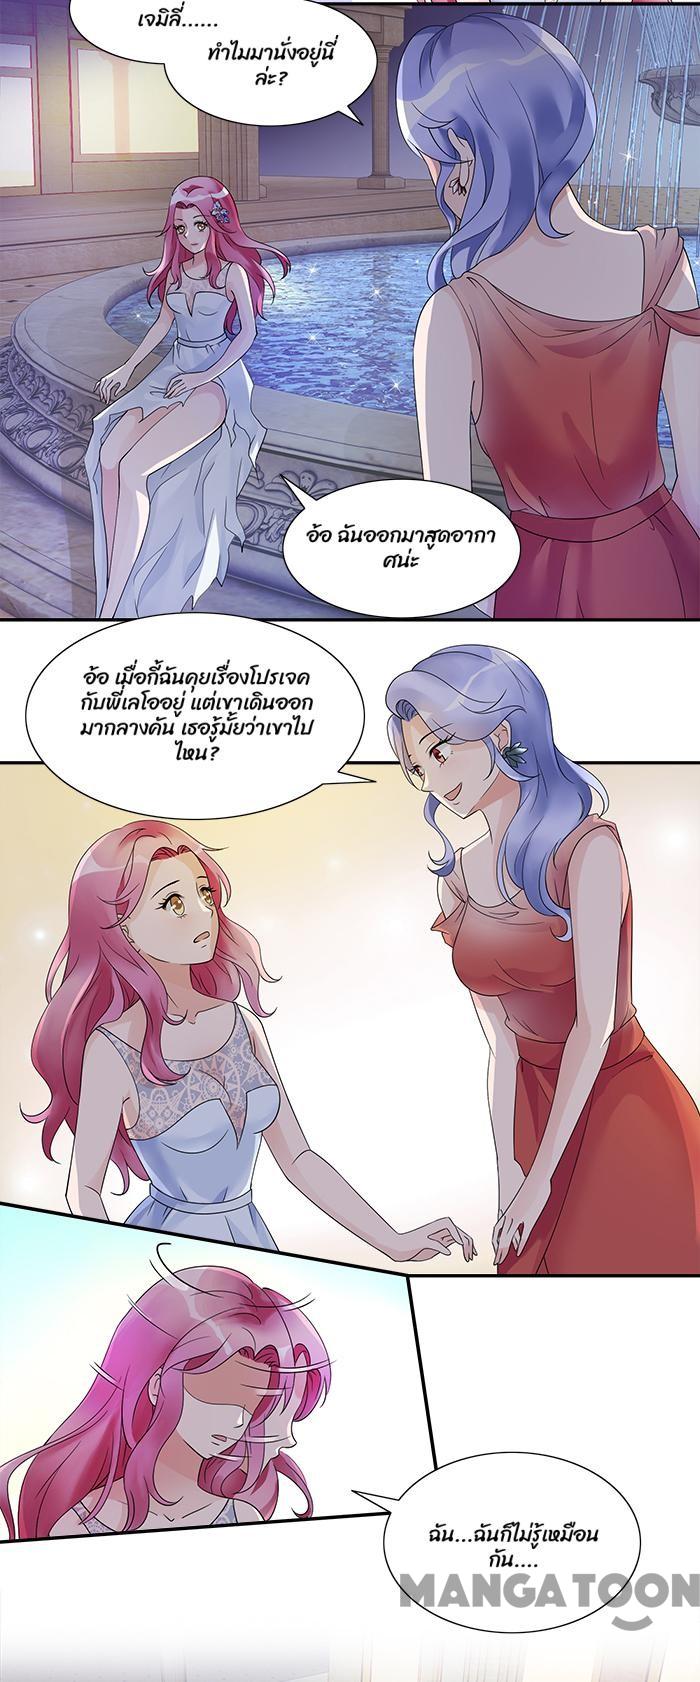 เจมิลี่......
ทำไมมานั่งอยู่นี่
ล่ะ?
อ้อ ฉันออกมาสูดอากา
ศน่ะ
อ้อ เมื่อกี้ฉันคุยเรื่องโปรเจค
กับพี่เลโออยู่ แต่เขาเดินออก
มากลางคัน เธอรู้มั้ยว่าเขาไป
ไหน?
ฉัน...ฉันก็ไม่รู้เหมือน
กัน....
MANGATOON